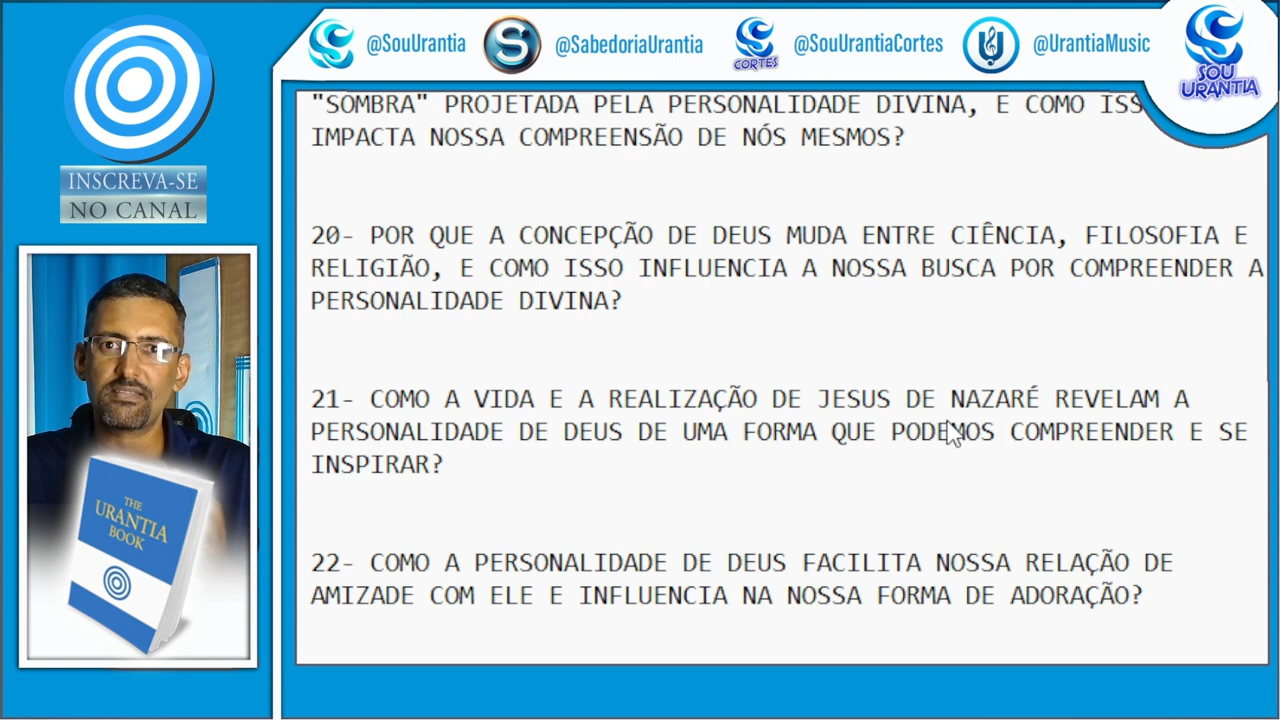 @SouUrantia
@SabedoriaUrantia
CORTES
@SouUrantiaCortes
@UrantiaMusic
SOU
URANTIA
INSCREVA-SE
NO CANAL
THE
URANTIA
BOOK
"SOMBRA" PROJETADA PELA PERSONALIDADE DIVINA, E COMO
IMPACTA NOSSA COMPREENSÃO DE NÓS MESMOS?
20- POR QUE A CONCEPÇÃO DE DEUS MUDA ENTRE CIÊNCIA, FILOSOFIA E
RELIGIÃO, E COMO ISSO INFLUENCIA A NOSSA BUSCA POR COMPREENDER A
PERSONALIDADE DIVINA?
21- COMO A VIDA E A REALIZAÇÃO DE JESUS DE NAZARÉ REVELAM A
PERSONALIDADE DE DEUS DE UMA FORMA QUE PODEMOS COMPREENDER E SE
INSPIRAR?
22- COMO A PERSONALIDADE DE DEUS FACILITA NOSSA RELAÇÃO DE
AMIZADE COM ELE E INFLUENCIA NA NOSSA FORMA DE ADORAÇÃO?